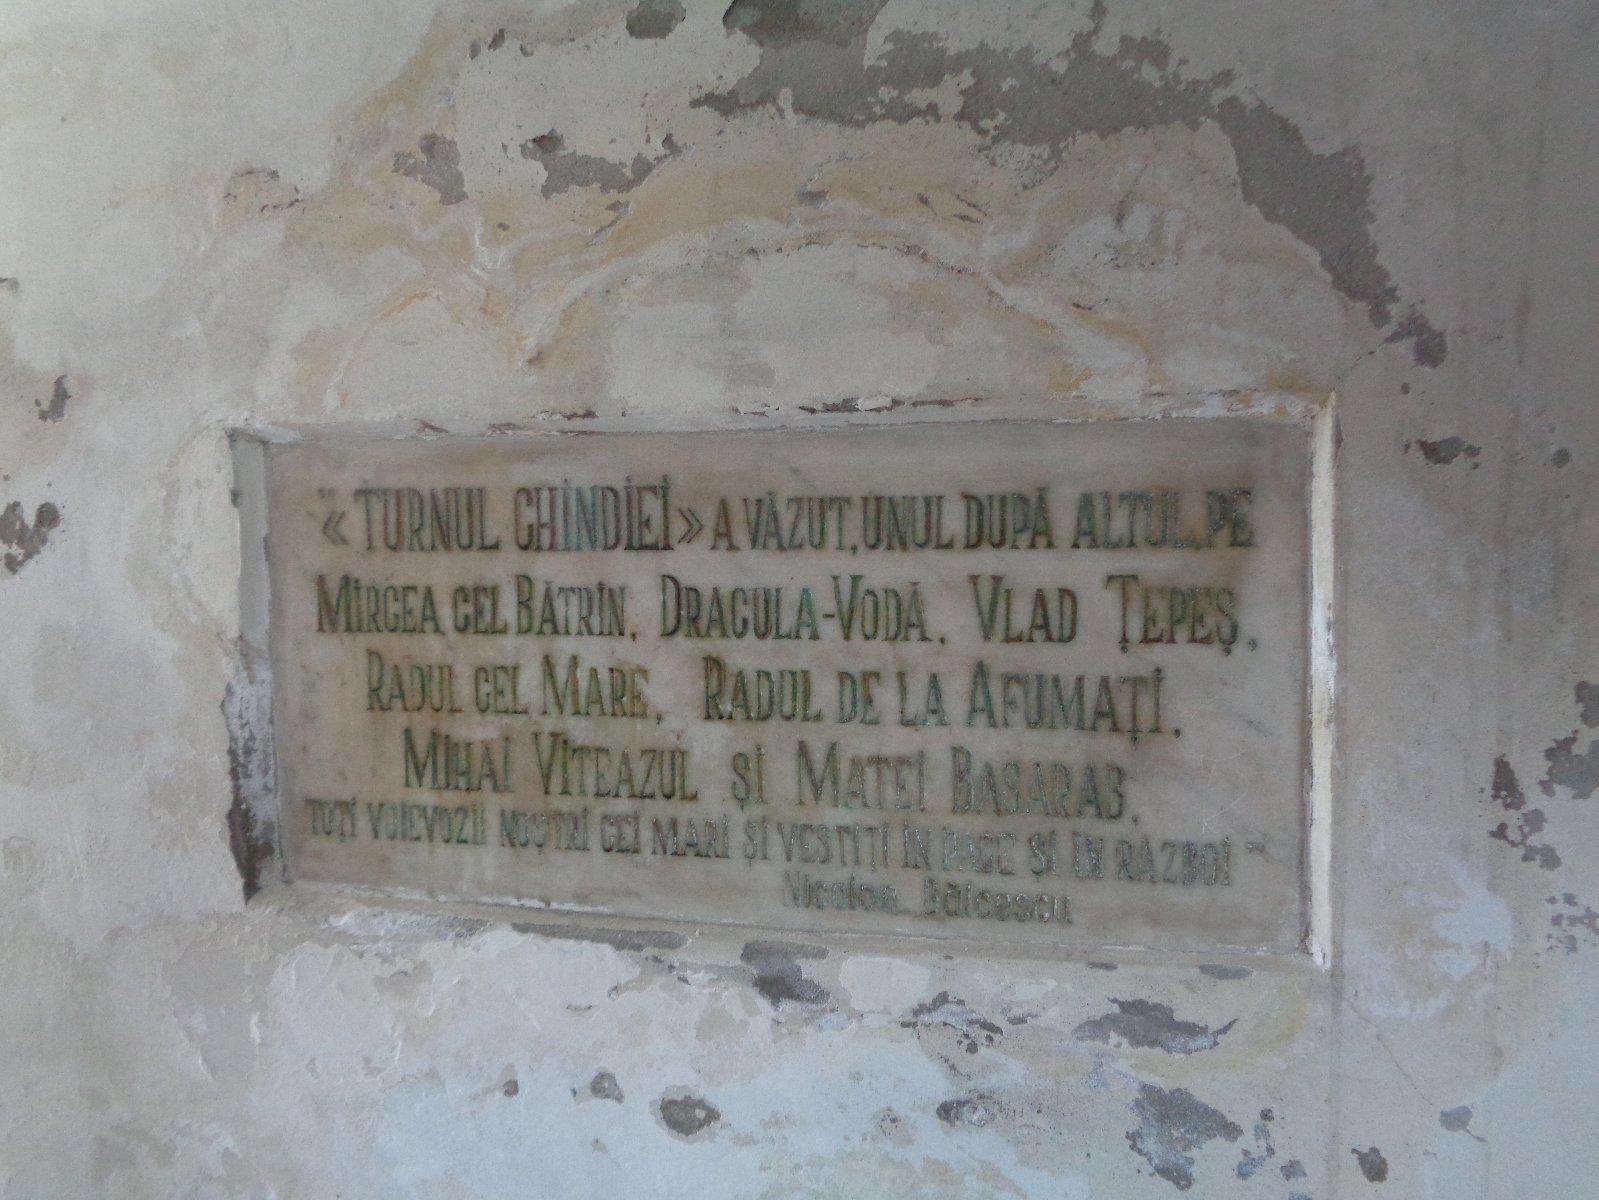 "«TURNUL CHINDIEI» A VĂZUT, UNUL DUPĂ ALTUL, PE
MIRCEA CEL BĂTRÎN, DRACULA-VODĂ, VLAD ȚEPEȘ,
RADUL CEL MARE, RADUL DE LA AFUMAȚI,
MIHAI VITEAZUL ȘI MATEI BASARAB,
TOȚI VOIEVOZII NOȘTRI CEI MARI ȘI VESTIȚI ÎN PACE ȘI ÎN RĂZBOI"
Nicolae Bălcescu